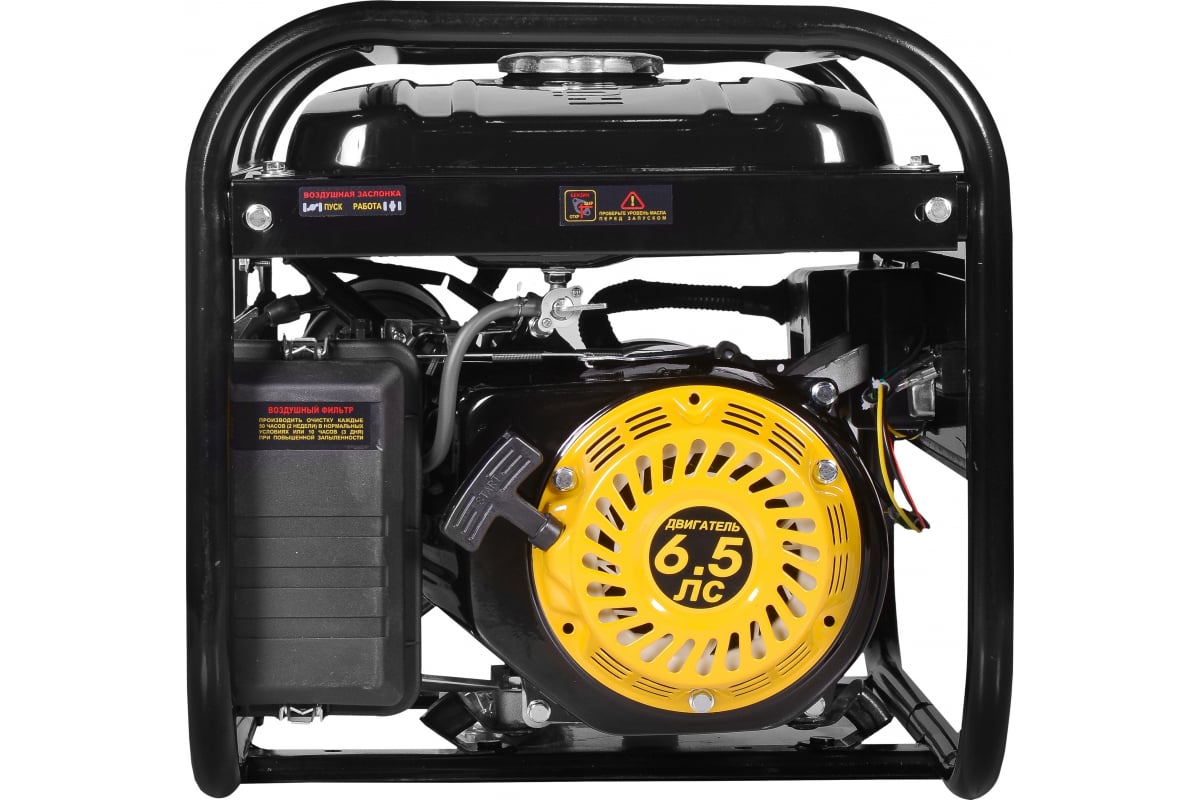 ВОЗДУШНАЯ ЗАСЛОНКА
ПУСК РАБОТА
БЕНЗИН
ОТКР
ПРОВЕРЬТЕ УРОВЕНЬ МАСЛА
ПЕРЕД ЗАПУСКОМ
ВОЗДУШНЫЙ ФИЛЬТР
ПРОИЗВОДИТЬ ОЧИСТКУ КАЖДЫЕ
50 ЧАСОВ (2 НЕДЕЛИ) В НОРМАЛЬНЫХ
УСЛОВИЯХ ИЛИ 10 ЧАСОВ (3 ДНЯ)
ПРИ ПОВЫШЕННОЙ ЗАПЫЛЕННОСТИ
START
ДВИГАТЕЛЬ
6.5
ЛС